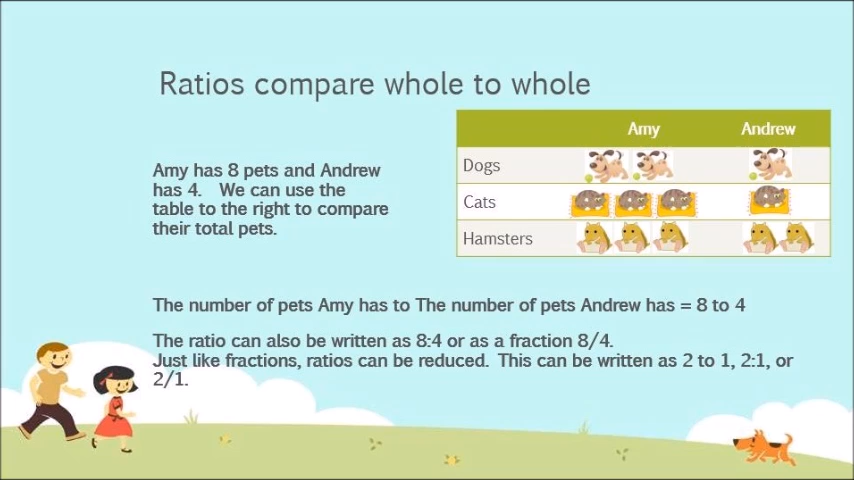 Ratios compare whole to whole
Amy Andrew
Dogs
Cats
Hamsters
Amy has 8 pets and Andrew
has 4. We can use the
table to the right to compare
their total pets.
The number of pets Amy has to The number of pets Andrew has = 8 to 4
The ratio can also be written as 8:4 or as a fraction 8/4.
Just like fractions, ratios can be reduced. This can be written as 2 to 1, 2:1, or
2/1.